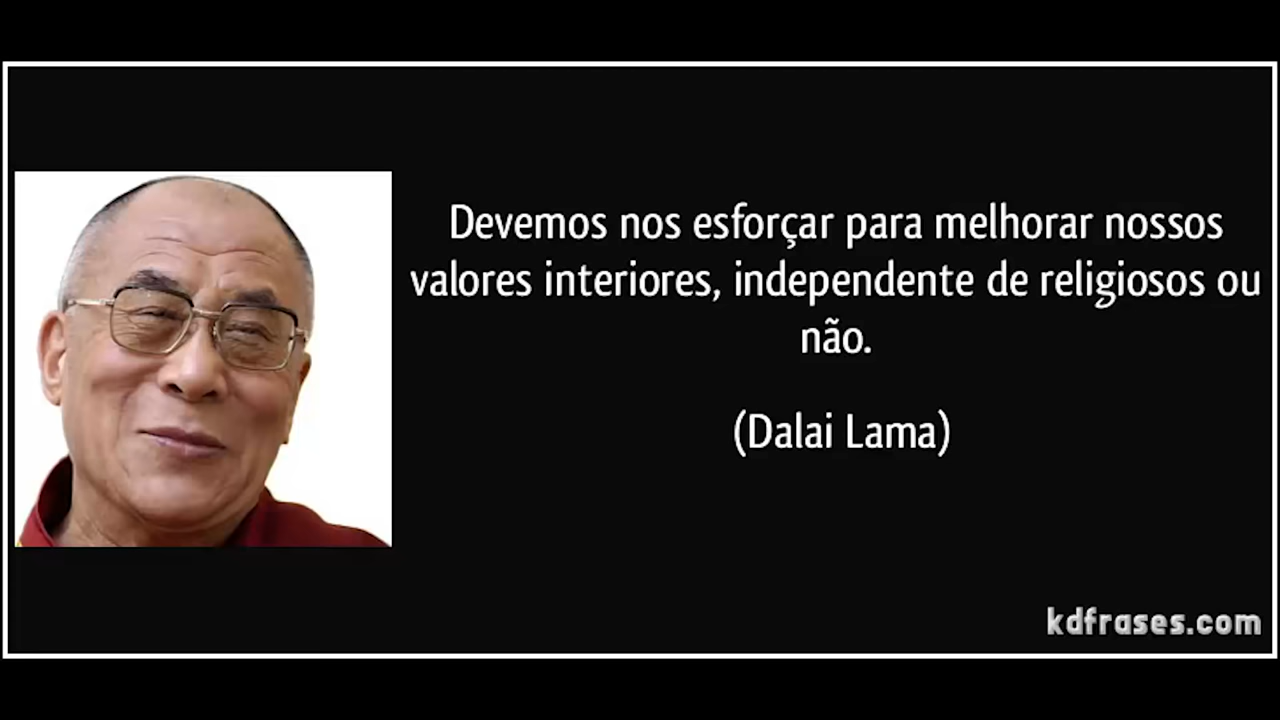 Devemos nos esforçar para melhorar nossos
valores interiores, independente de religiosos ou
não.
(Dalai Lama)
kdfrases.com